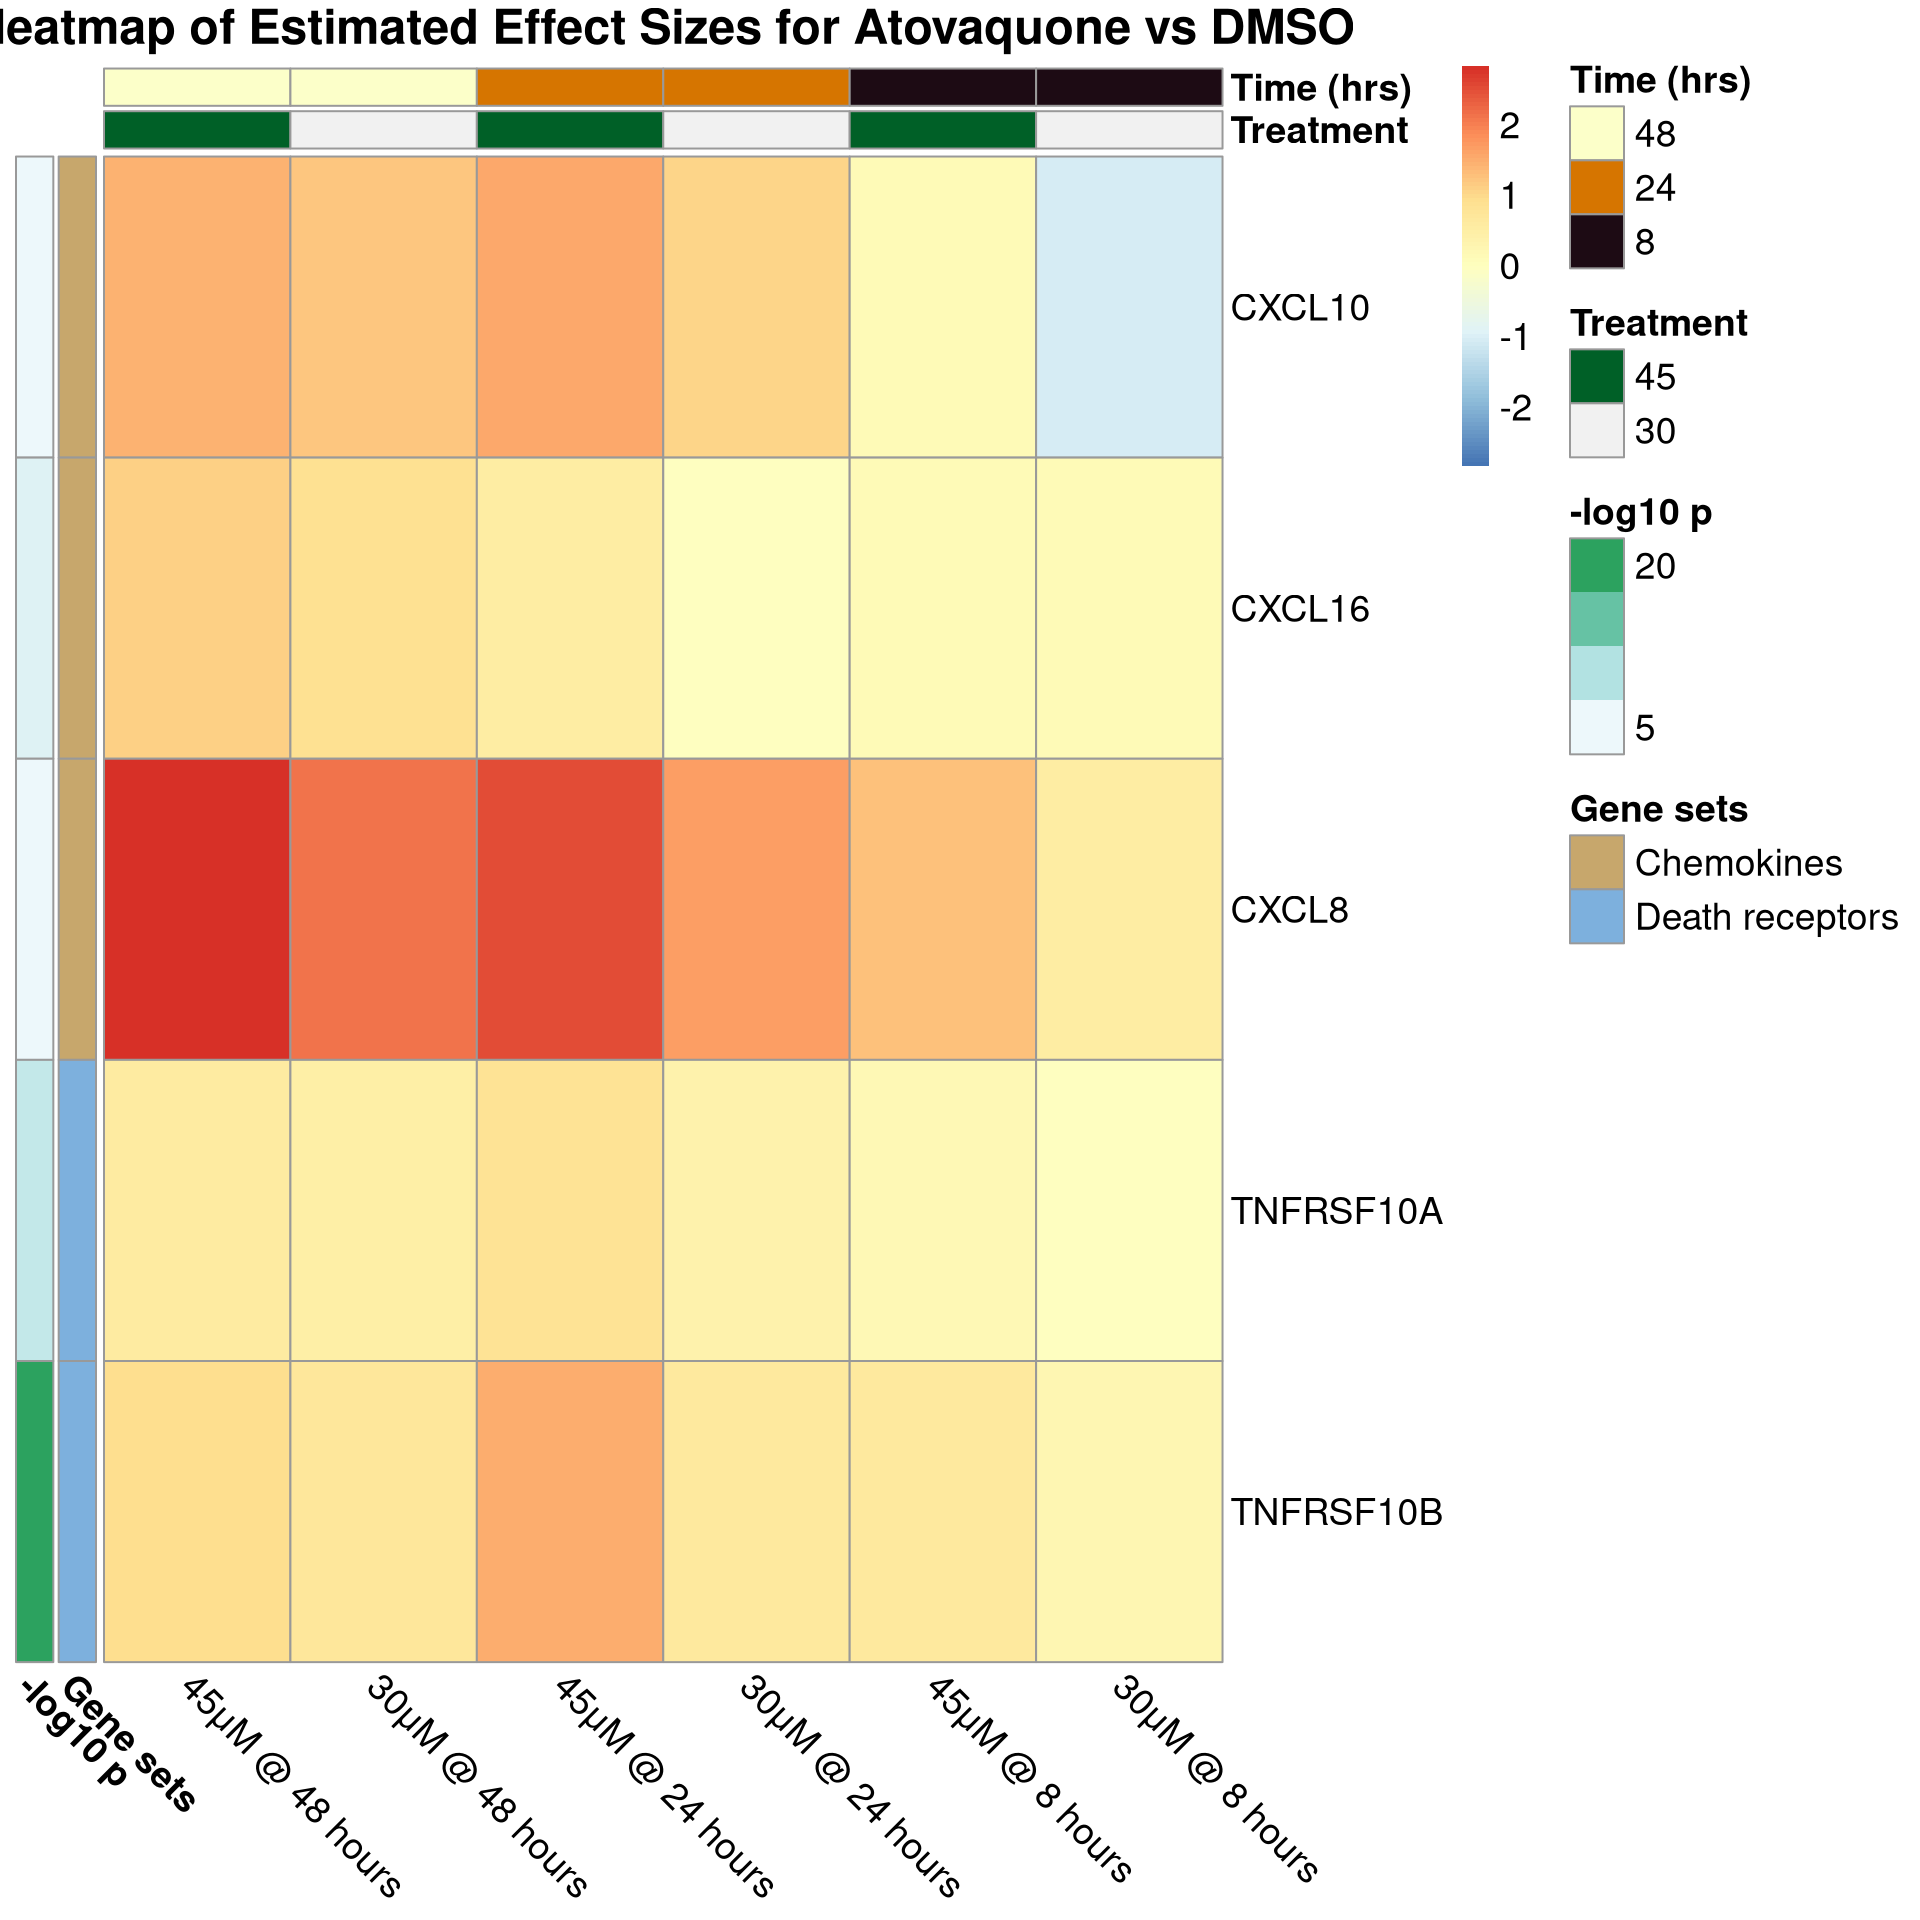 eatmap of Estimated Effect Sizes for Atovaquone vs DMSO
Time (hrs)
Treatment
CXCL10
CXCL16
CXCL8
TNFRSF10A
TNFRSF10B
2
1
0
-1
-2
Time (hrs)
48
24
8
Treatment
45
30
-log10 p
20
5
Gene sets
Chemokines
Death receptors
-log10 p
Gene sets
45µM @ 48 hours
30µM @ 48 hours
45µM @ 24 hours
30µM @ 24 hours
45µM @ 8 hours
30µM @ 8 hours